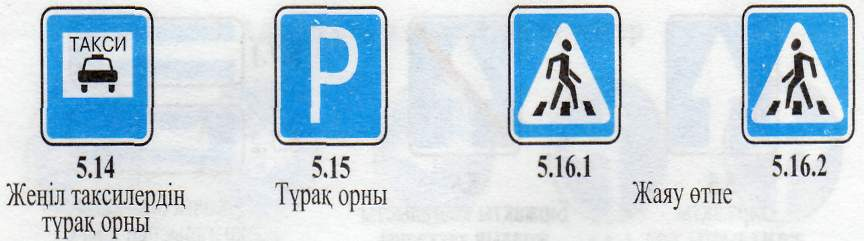 ТАКСИ
P
5.14
Жеңіл таксилердің
тұрақ орны
5.15
Тұрақ орны
5.16.1
5.16.2
Жаяу өтпе